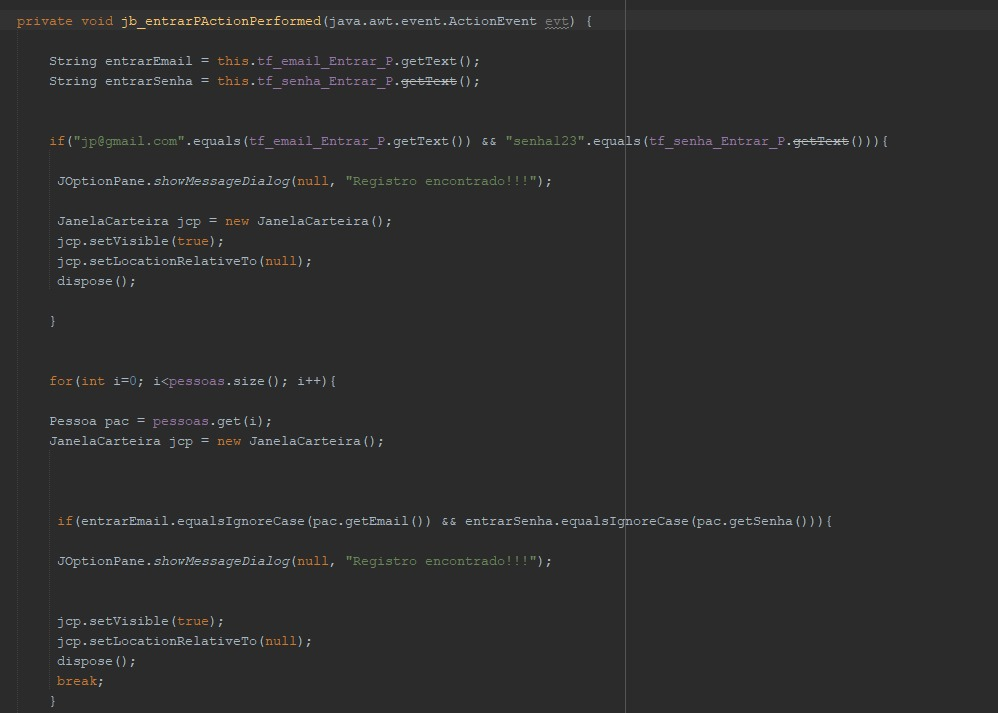 private void jb_entrarPActionPerformed(java.awt.event.ActionEvent evt) {
String entrarEmail = this.tf_email_Entrar_P.getText();
String entrarSenha = this.tf_senha_Entrar_P.getText();
if("jp@gmail.com".equals(tf_email_Entrar_P.getText()) && "senha123".equals(tf_senha_Entrar_P.getText())){
JOptionPane.showMessageDialog(null, "Registro encontrado!!!");
JanelaCarteira jcp = new JanelaCarteira();
jcp.setVisible(true);
jcp.setLocationRelativeTo(null);
dispose();
}
for(int i=0; i<pessoas.size(); i++){
Pessoa pac = pessoas.get(i);
JanelaCarteira jcp = new JanelaCarteira();
if(entrarEmail.equalsIgnoreCase(pac.getEmail()) && entrarSenha.equalsIgnoreCase(pac.getSenha())){
JOptionPane.showMessageDialog(null, "Registro encontrado!!!");
jcp.setVisible(true);
jcp.setLocationRelativeTo(null);
dispose();
break;
}